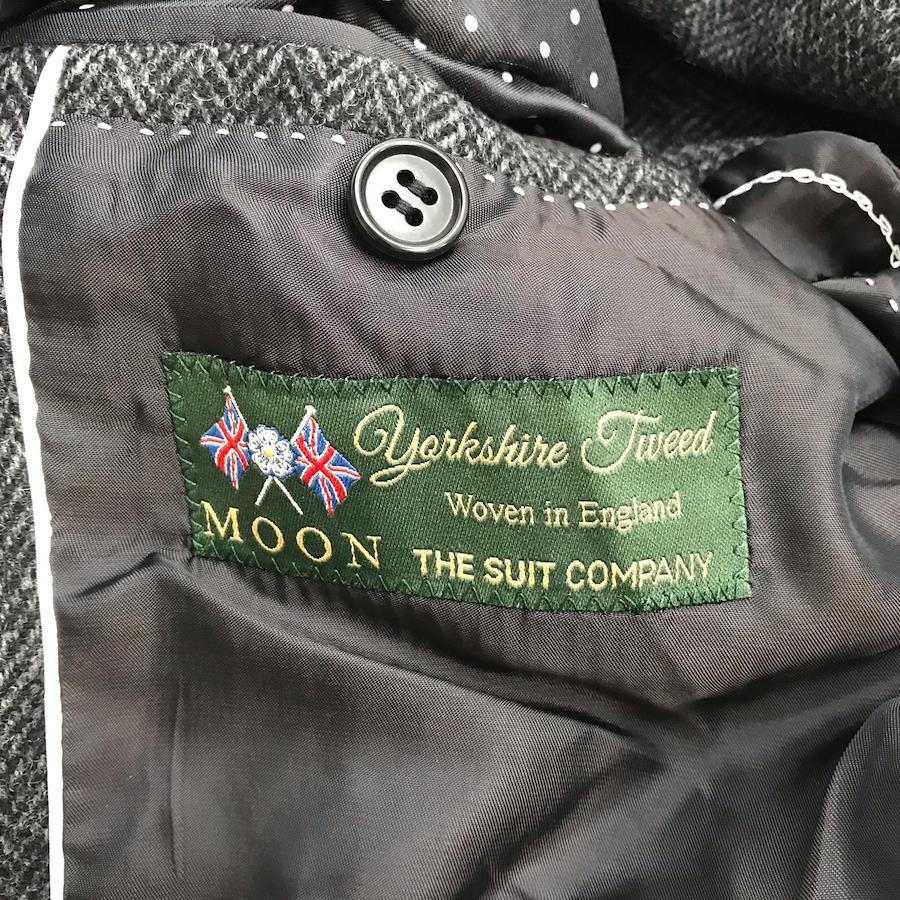 Yorkshire Tweed
Woven in England
MOON
THE SUIT COMPANY